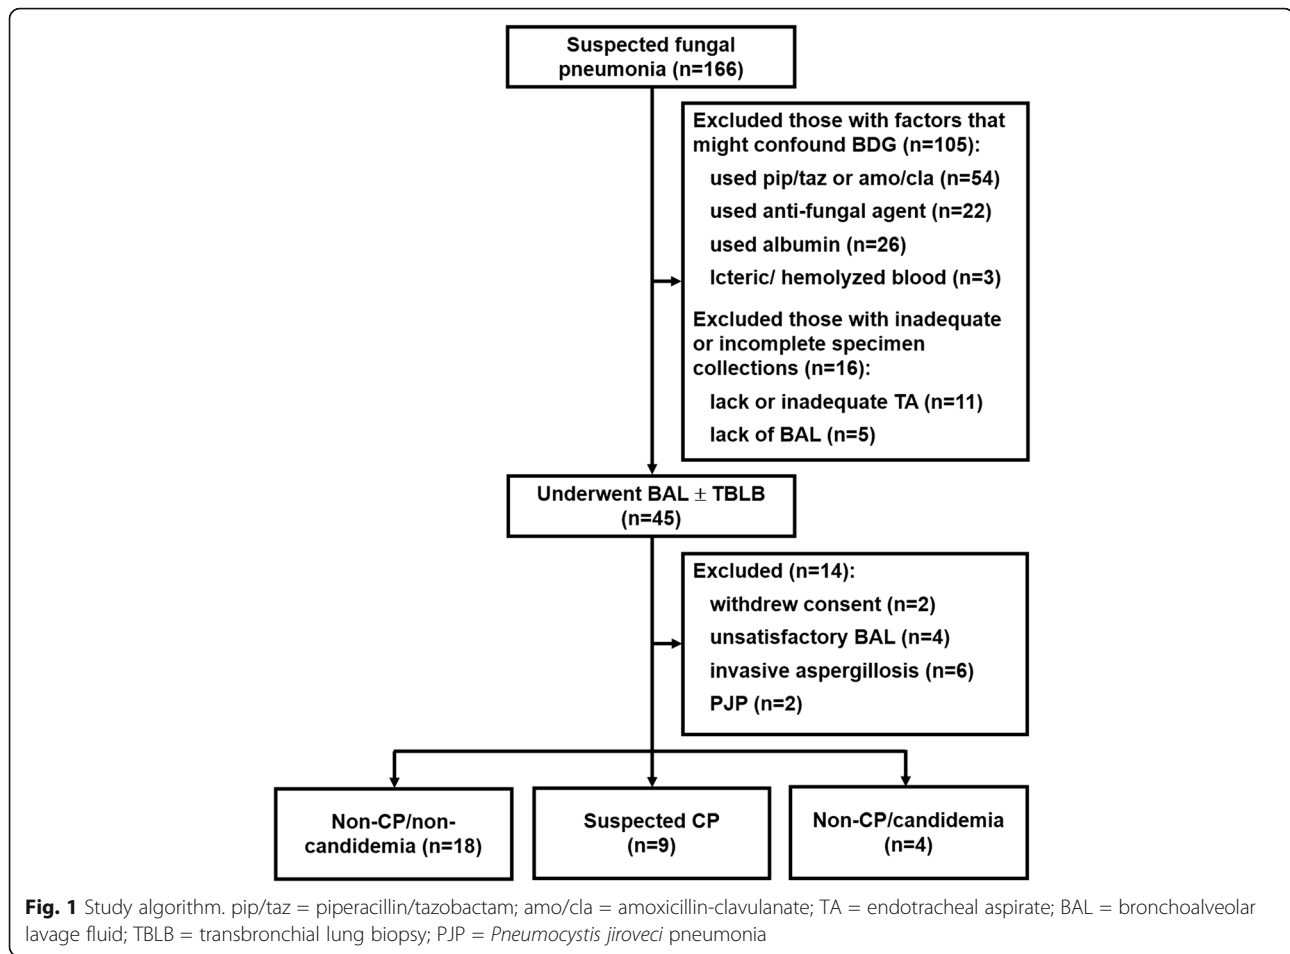 Suspected fungal
pneumonia (n=166)
Excluded those with factors that
might confound BDG (n=105):
used pip/taz or amo/cla (n=54)
used anti-fungal agent (n=22)
used albumin (n=26)
Icteric/ hemolyzed blood (n=3)
Excluded those with inadequate
or incomplete specimen
collections (n=16):
lack or inadequate TA (n=11)
lack of BAL (n=5)
Underwent BAL ± TBLB
(n=45)
Excluded (n=14):
withdrew consent (n=2)
unsatisfactory BAL (n=4)
invasive aspergillosis (n=6)
PJP (n=2)
Non-CP/non-
candidemia (n=18)
Suspected CP
(n=9)
Non-CP/candidemia
(n=4)
Fig. 1 Study algorithm. pip/taz = piperacillin/tazobactam; amo/cla = amoxicillin-clavulanate; TA = endotracheal aspirate; BAL = bronchoalveolar
lavage fluid; TBLB = transbronchial lung biopsy; PJP = Pneumocystis jiroveci pneumonia